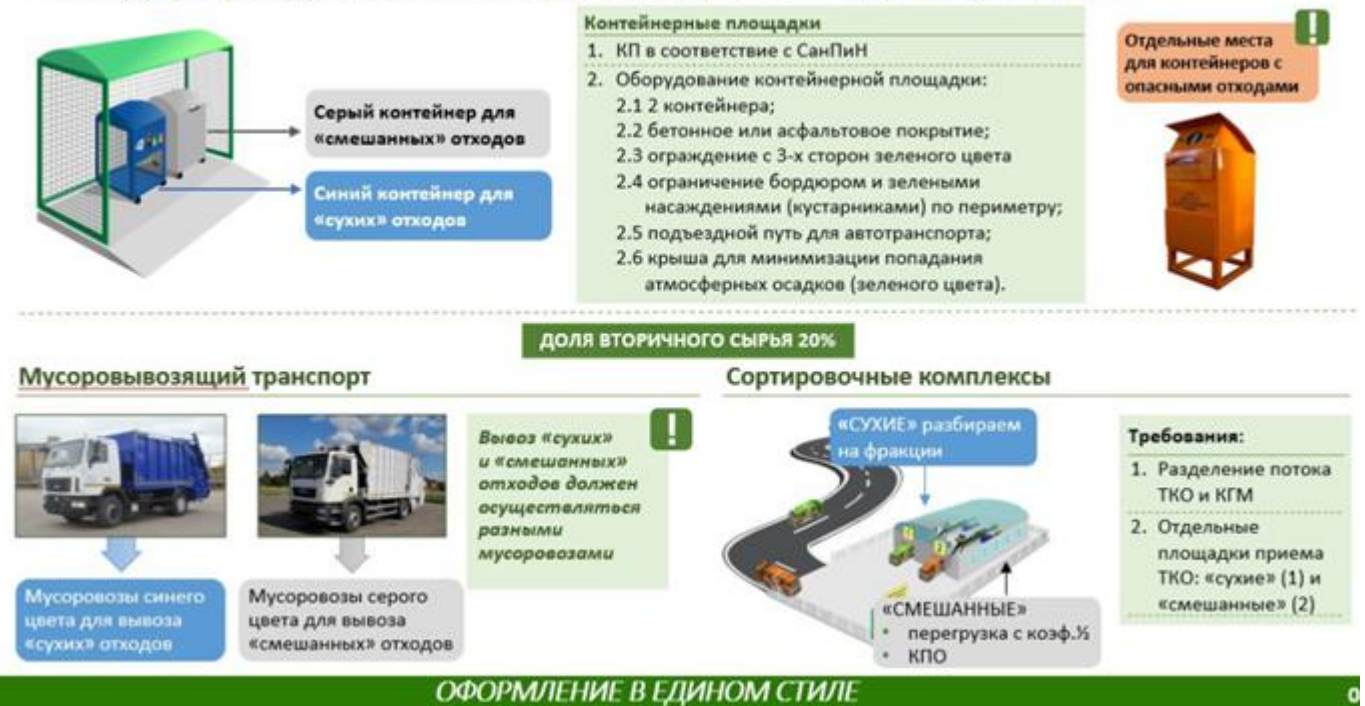 Контейнерные площадки
1. КП в соответствие с СанПиН
2. Оборудование контейнерной площадки:
2.1 2 контейнера;
2.2 бетонное или асфальтовое покрытие;
2.3 ограждение с 3-х сторон зеленого цвета
2.4 ограничение бордюром и зелеными
насаждениями (кустарниками) по периметру;
2.5 подъездной путь для автотранспорта;
2.6 крыша для минимизации попадания
атмосферных осадков (зеленого цвета).
Серый контейнер для
«смешанных» отходов
Синий контейнер для
«сухих» отходов
!
Отдельные места
для контейнеров с
опасными отходами
ДОЛЯ ВТОРИЧНОГО СЫРЬЯ 20%
Мусоровывозящий транспорт
Мусоровозы синего
цвета для вывоза
«сухих» отходов
Мусоровозы серого
цвета для вывоза
«смешанных» отходов
!
Вывоз «сухих»
и «смешанных»
отходов должен
осуществляться
разными
мусоровозами
Сортировочные комплексы
«СУХИЕ» разбираем
на фракции
1
2
«СМЕШАННЫЕ»
• перегрузка с коэф.½
• КПО
Требования:
1. Разделение потока
ТКО и КГМ
2. Отдельные
площадки приема
ТКО: «сухие» (1) и
«смешанные» (2)
ОФОРМЛЕНИЕ В ЕДИНОМ СТИЛЕ